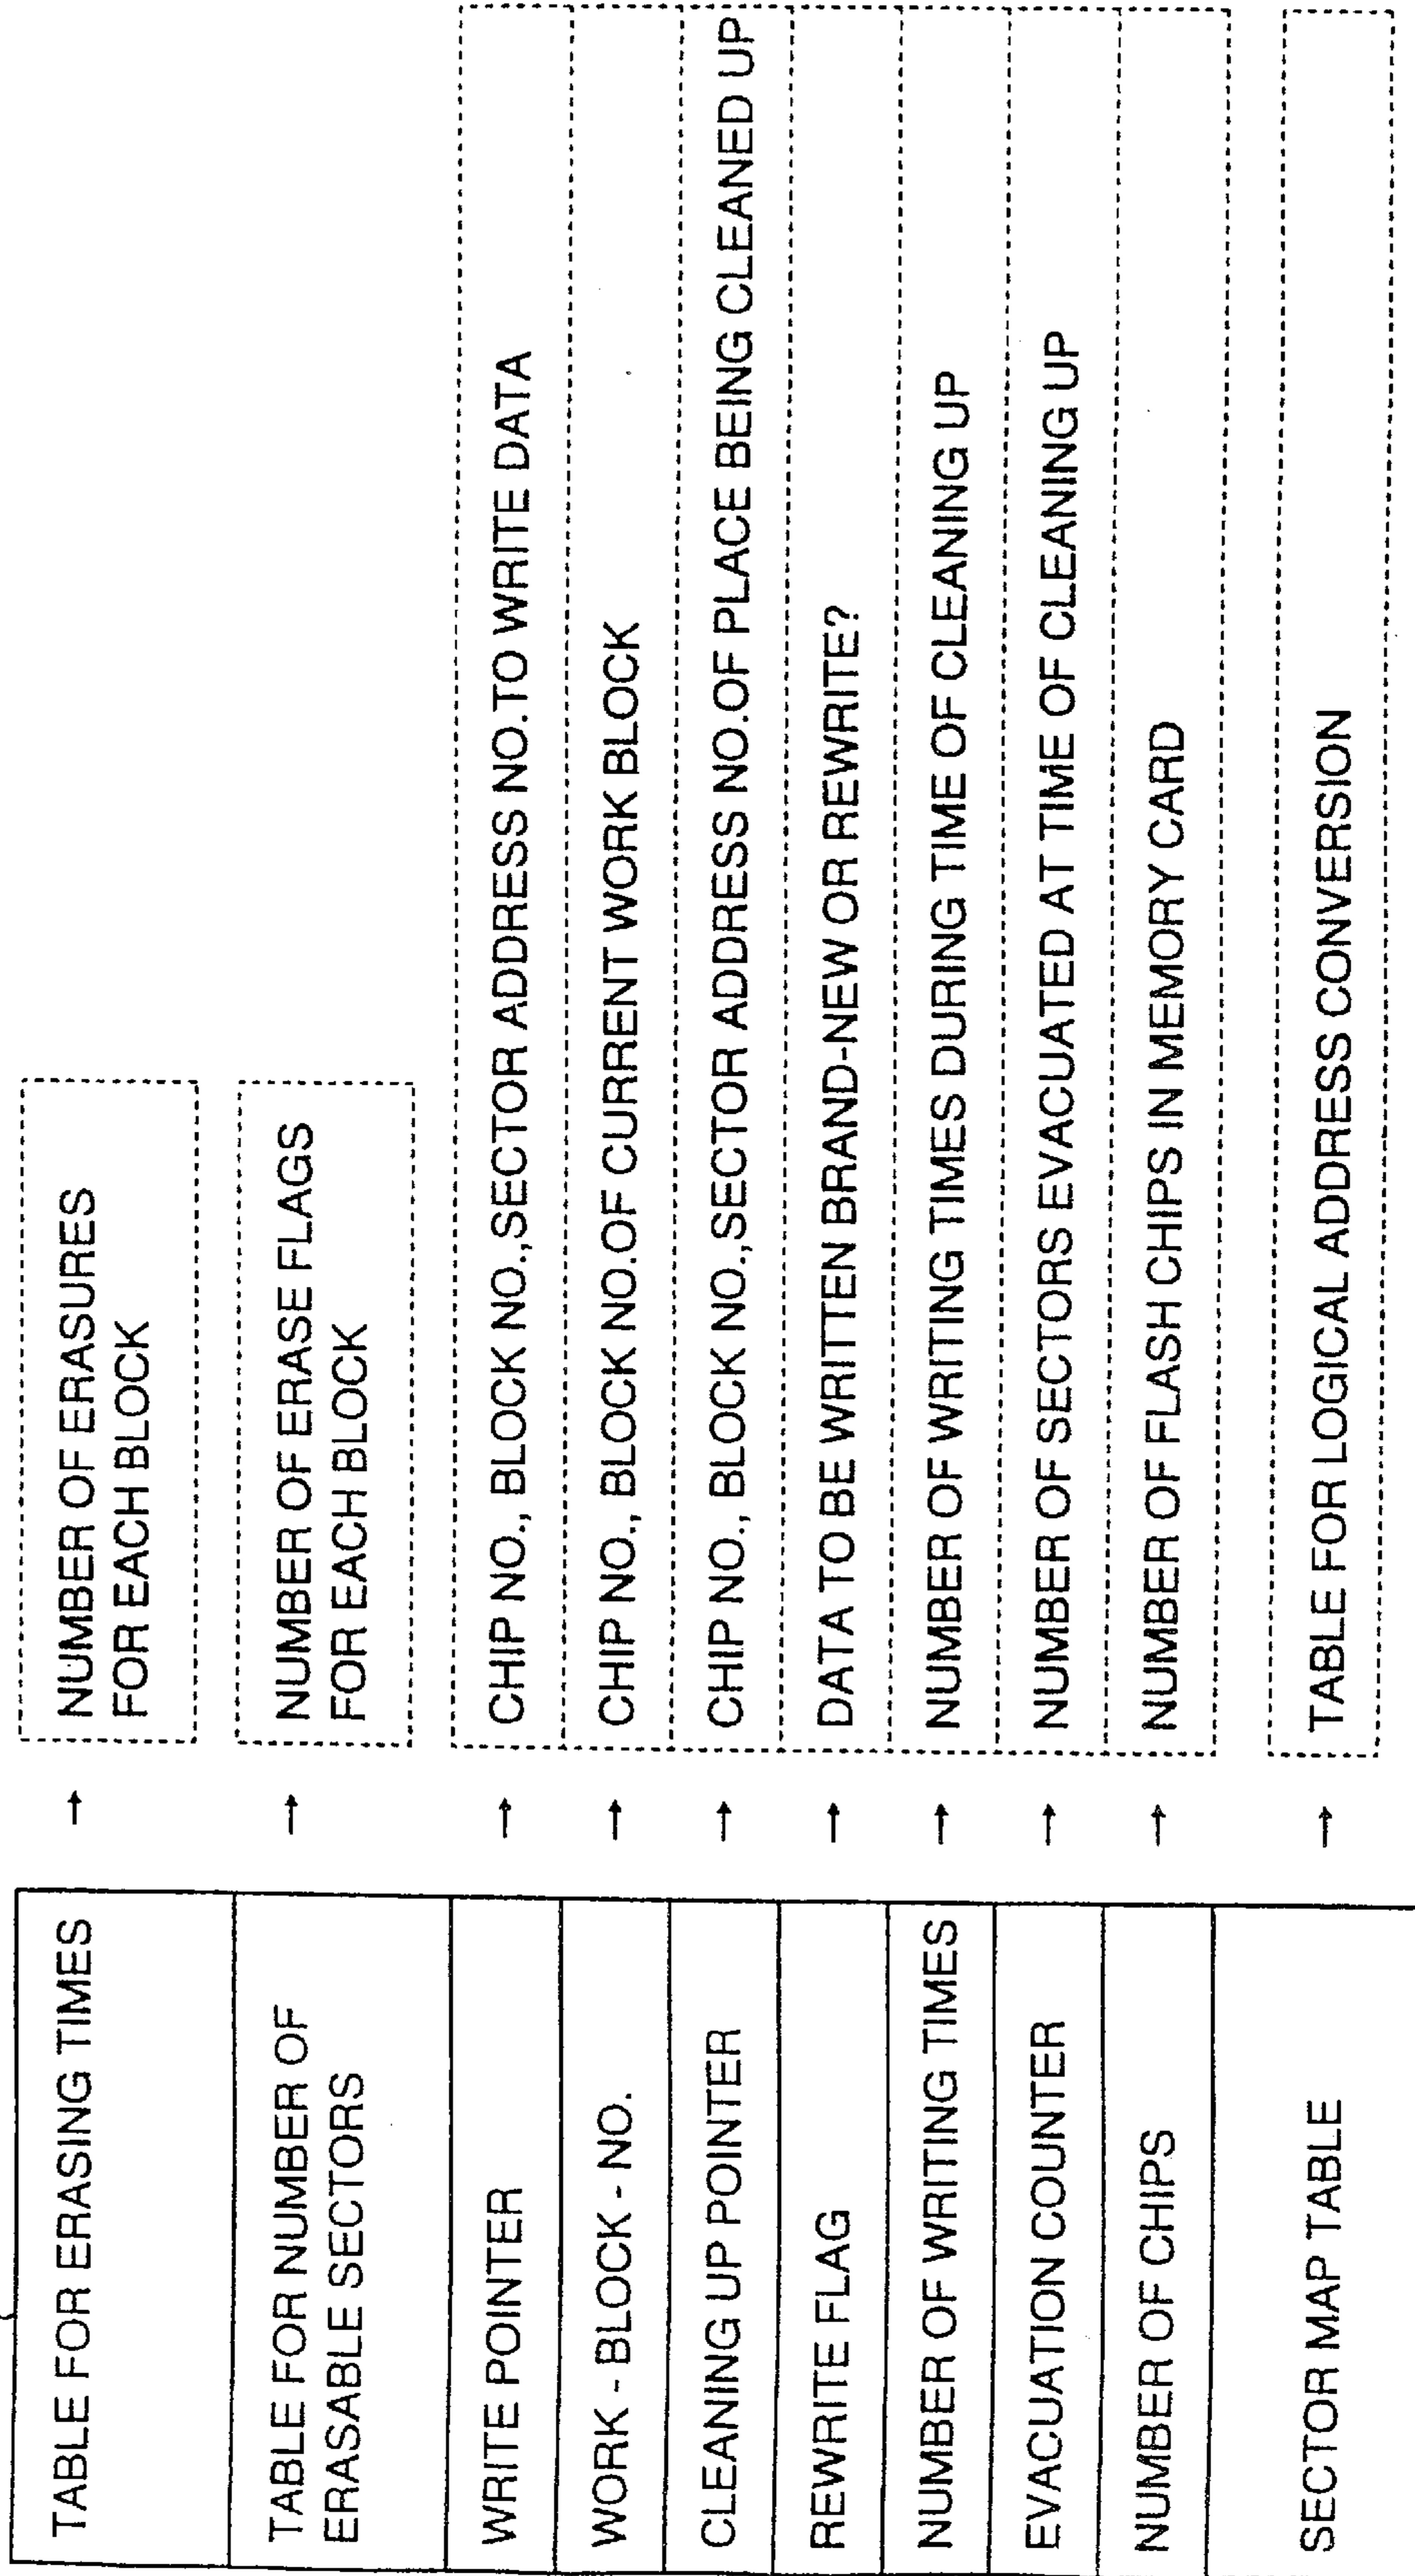 TABLE FOR ERASING TIMES
→
NUMBER OF ERASURES
FOR EACH BLOCK
TABLE FOR NUMBER OF
ERASABLE SECTORS
→
NUMBER OF ERASE FLAGS
FOR EACH BLOCK
WRITE POINTER → CHIP NO., BLOCK NO.,SECTOR ADDRESS NO.TO WRITE DATA
WORK - BLOCK - NO. → CHIP NO., BLOCK NO.OF CURRENT WORK BLOCK
CLEANING UP POINTER → CHIP NO., BLOCK NO.,SECTOR ADDRESS NO.OF PLACE BEING CLEANED UP
REWRITE FLAG → DATA TO BE WRITTEN BRAND-NEW OR REWRITE?
NUMBER OF WRITING TIMES → NUMBER OF WRITING TIMES DURING TIME OF CLEANING UP
EVACUATION COUNTER → NUMBER OF SECTORS EVACUATED AT TIME OF CLEANING UP
NUMBER OF CHIPS → NUMBER OF FLASH CHIPS IN MEMORY CARD
SECTOR MAP TABLE → TABLE FOR LOGICAL ADDRESS CONVERSION